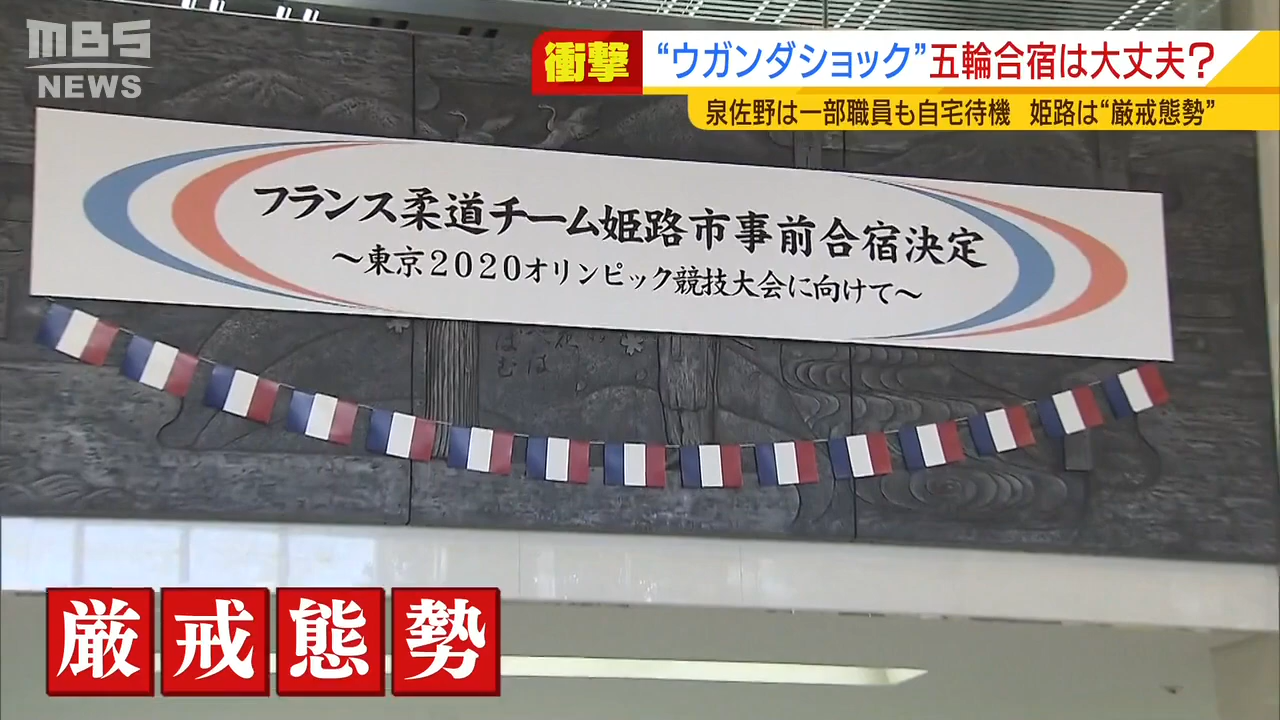 MBS
NEWS
衝撃
“ウガンダショック”五輪合宿は大丈夫？
泉佐野は一部職員も自宅待機 姫路は“厳戒態勢”
フランス柔道チーム姫路市事前合宿決定
～東京2020オリンピック競技大会に向けて～
厳戒態勢